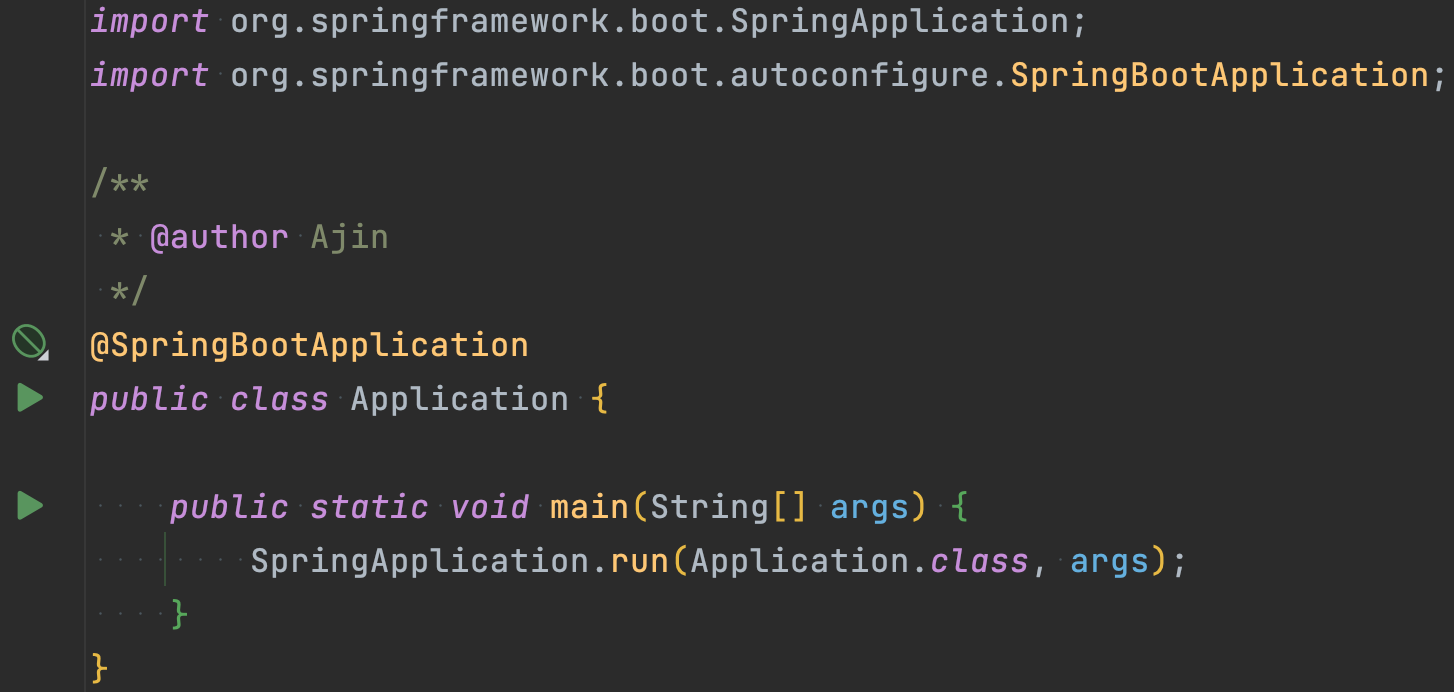 import org.springframework.boot.SpringApplication;
import org.springframework.boot.autoconfigure.SpringBootApplication;
/**
 * @author Ajin
 */
@SpringBootApplication
public class Application {
    public static void main(String[] args) {
        SpringApplication.run(Application.class, args);
    }
}